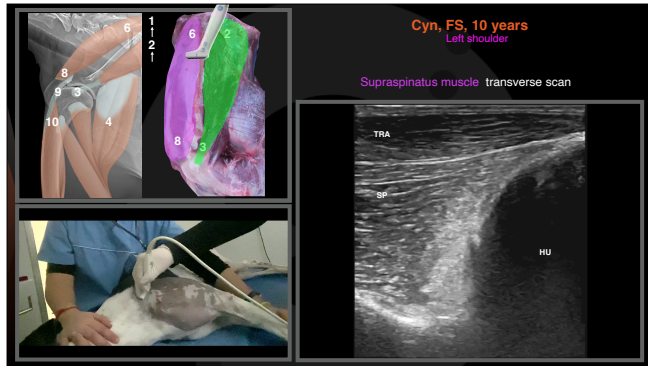 Cyn, FS, 10 years
Left shoulder
Supraspinatus muscle transverse scan
6
8
9 3
10
4
1
2
6 2
8
3
TRA
SP
HU